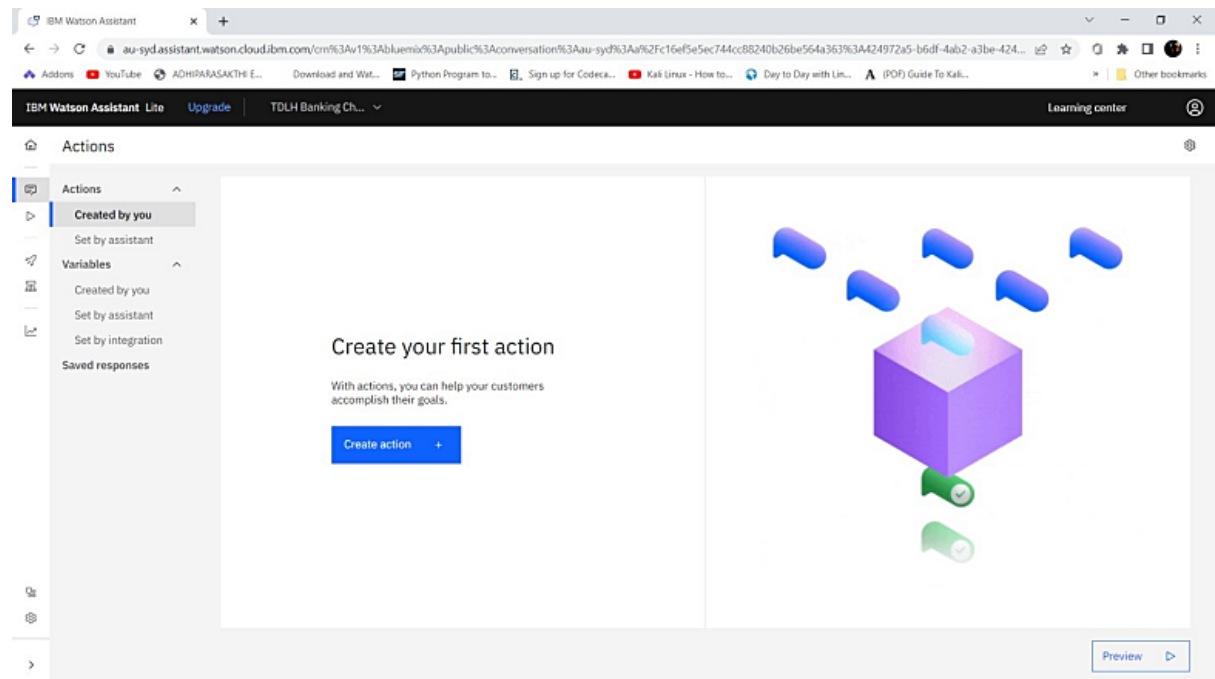 IBM Watson Assistant
au-syd.assistant.watson.cloud.ibm.com/crn%3Av1%3Abluemix%3Apublic%3Aconversation%3Aau-syd%3Aa%2Fc16ef5e5ec744cc88240b26be564a363%3A424972a5-b6df-4ab2-a3be-424...
Addons YouTube ADHIPARASAKTHI E... Download and Wat... Python Program to... Sign up for Codeca... Kali Linux - How to... Day to Day with Lin... (PDF) Guide To Kali... » Other bookmarks
IBM Watson Assistant Lite Upgrade TDLH Banking Ch... Learning center
Actions
Actions
Created by you
Set by assistant
Variables
Created by you
Set by assistant
Set by integration
Saved responses
Create your first action
With actions, you can help your customers
accomplish their goals.
Create action +
Preview